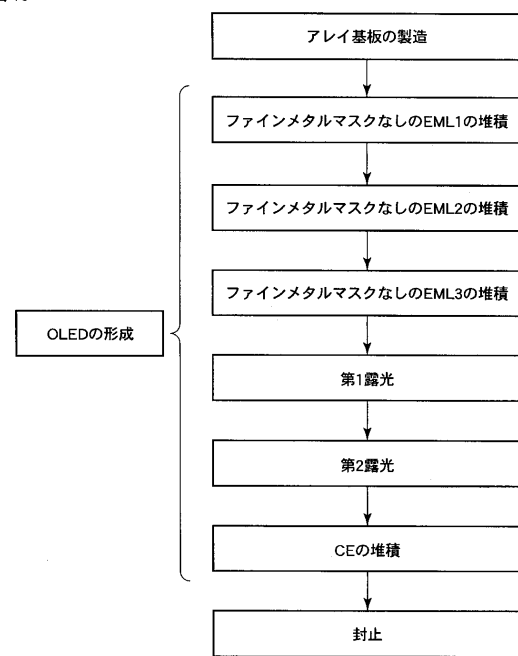 アレイ基板の製造
ファインメタルマスクなしのEML1の堆積
ファインメタルマスクなしのEML2の堆積
ファインメタルマスクなしのEML3の堆積
OLEDの形成
第1露光
第2露光
CEの堆積
封止